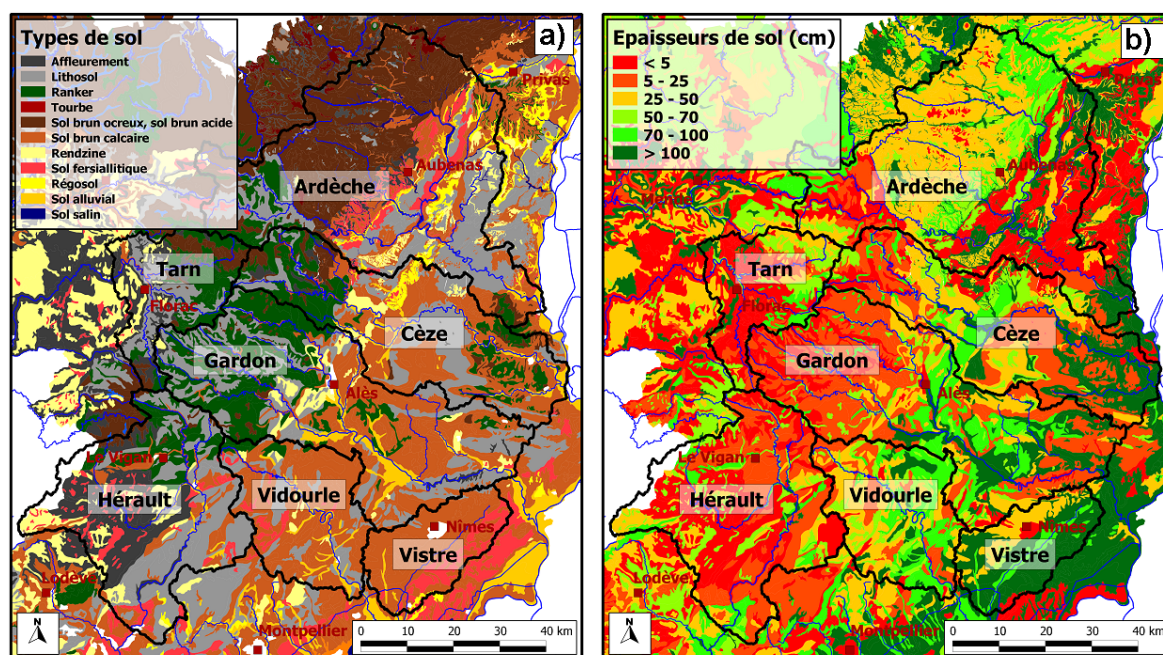 Types de sol
a)
Affleurement
Lithosol
Ranker
Tourbe
Sol brun ocreux, sol brun acide
Sol brun calcaire
Rendzine
Sol fersiallitique
Régosol
Sol alluvial
Sol salin
Privas
Aubenas
Ardèche
Tarn
Florac
Cèze
Gardon
Alès
Le Vigan
Hérault
Vidourle
Nîmes
Vistre
Lodève
Montpellier
N
0 10 20 30 40 km
Epaisseurs de sol (cm)
b)
< 5
5 - 25
25 - 50
50 - 70
70 - 100
> 100
Privas
Aubenas
Ardèche
Mende
Tarn
Florac
Cèze
Gardon
Alès
Le Vigan
Hérault
Vidourle
Nîmes
Vistre
Lodève
Montpellier
N
0 10 20 30 40 km